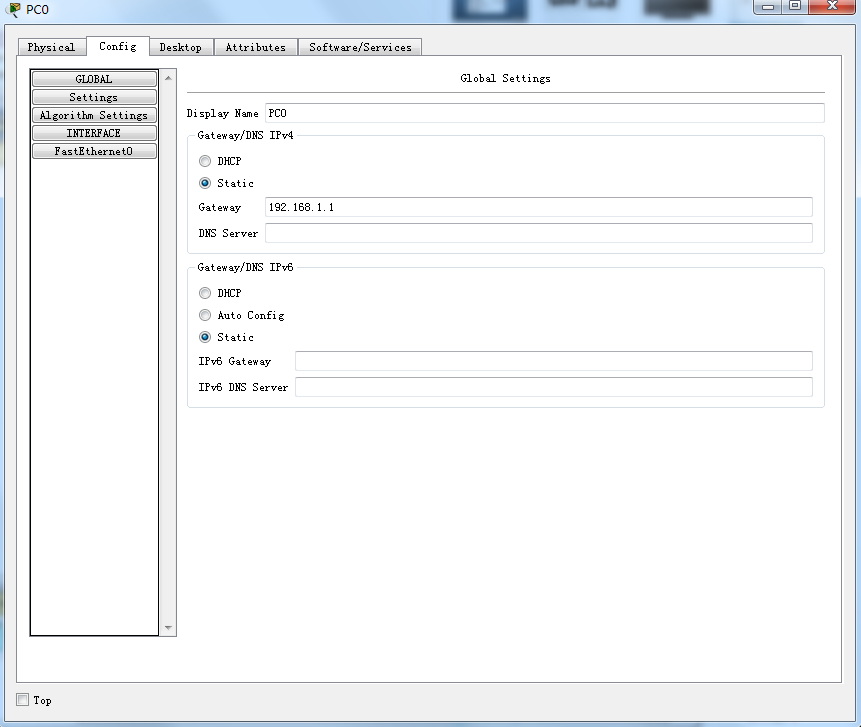 PC0
Physical Config Desktop Attributes Software/Services
GLOBAL
Settings
Algorithm Settings
INTERFACE
FastEthernet0
Global Settings
Display Name PC0
Gateway/DNS IPv4
DHCP
Static
Gateway 192.168.1.1
DNS Server
Gateway/DNS IPv6
DHCP
Auto Config
Static
IPv6 Gateway
IPv6 DNS Server
Top